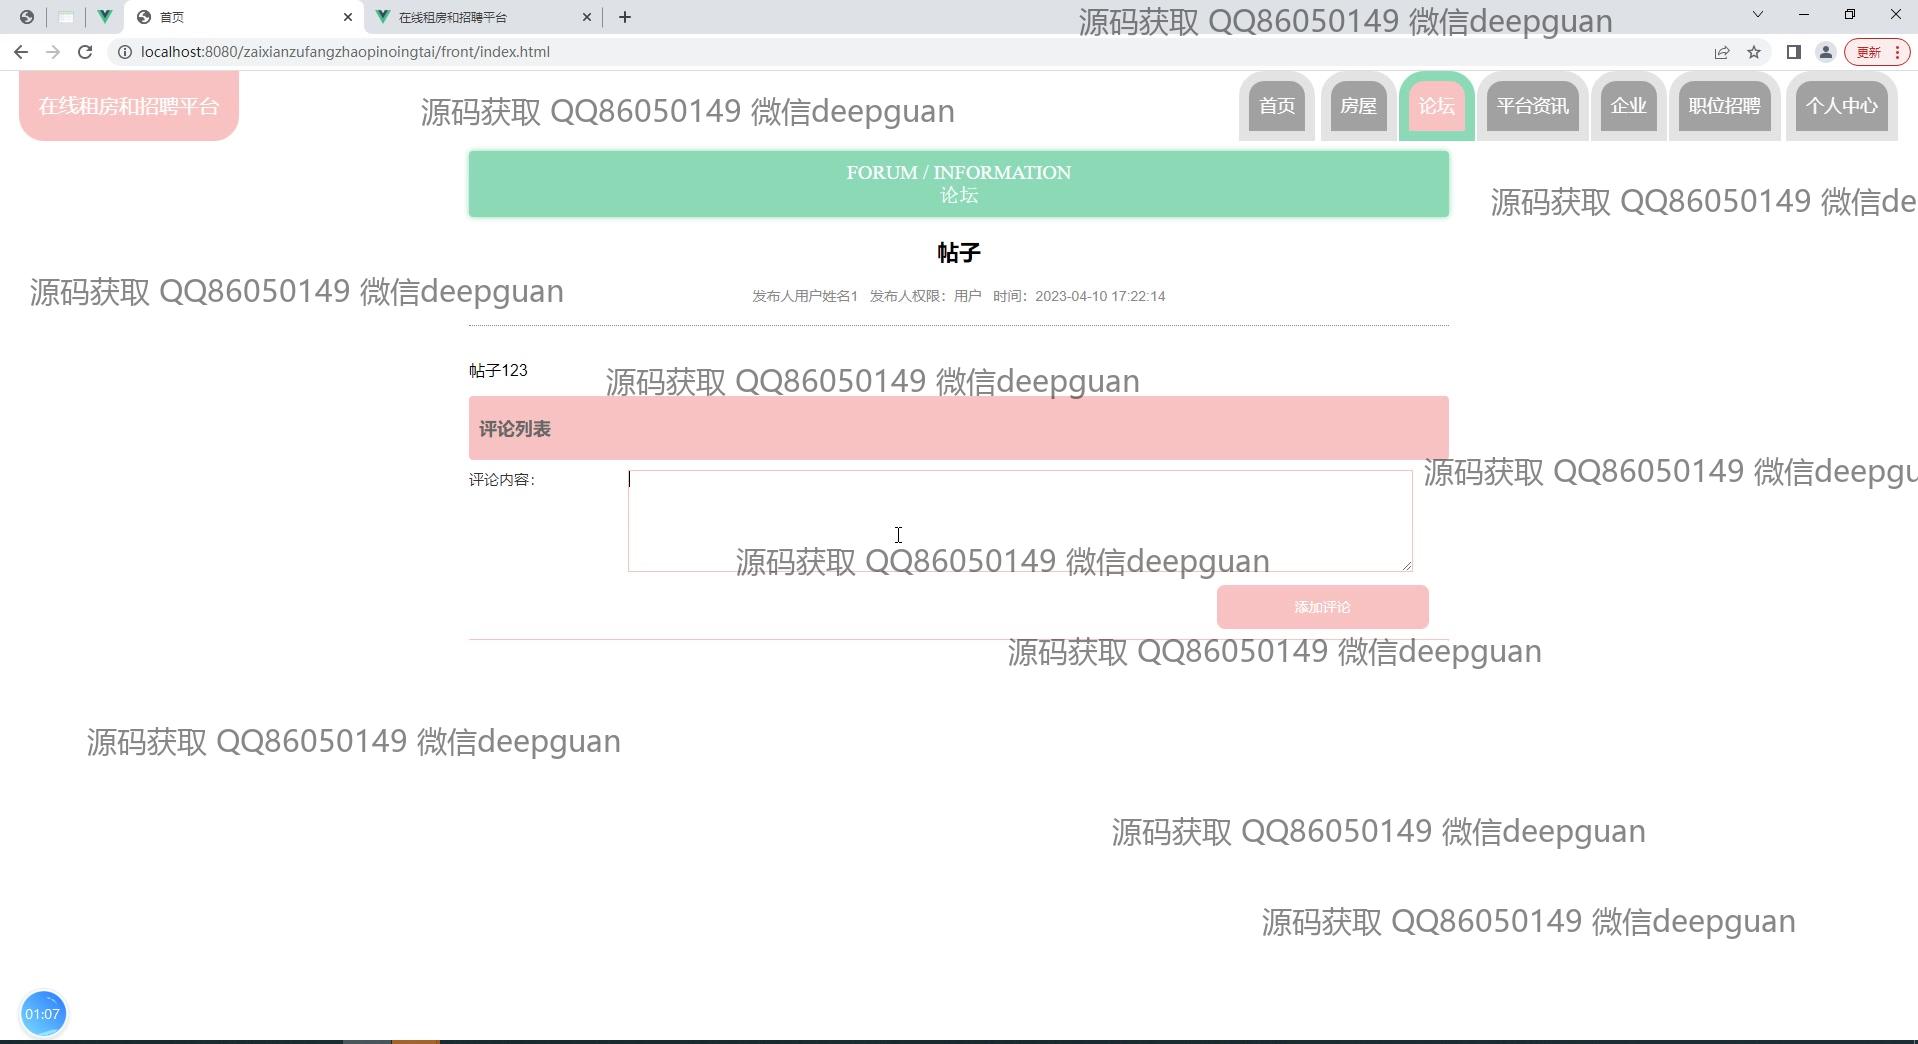 首页
在线租房和招聘平台
源码获取 QQ86050149 微信deepguan
localhost:8080/zaixianzufangzhaopinoingtai/front/index.html
更新
在线租房和招聘平台
源码获取 QQ86050149 微信deepguan
首页
房屋
论坛
平台资讯
企业
职位招聘
个人中心
FORUM / INFORMATION
论坛
源码获取 QQ86050149 微信de
帖子
源码获取 QQ86050149 微信deepguan
发布人用户姓名1 发布人权限：用户 时间：2023-04-10 17:22:14
帖子123
源码获取 QQ86050149 微信deepguan
评论列表
评论内容：
源码获取 QQ86050149 微信deepgu
源码获取 QQ86050149 微信deepguan
添加评论
源码获取 QQ86050149 微信deepguan
源码获取 QQ86050149 微信deepguan
源码获取 QQ86050149 微信deepguan
源码获取 QQ86050149 微信deepguan
01:07